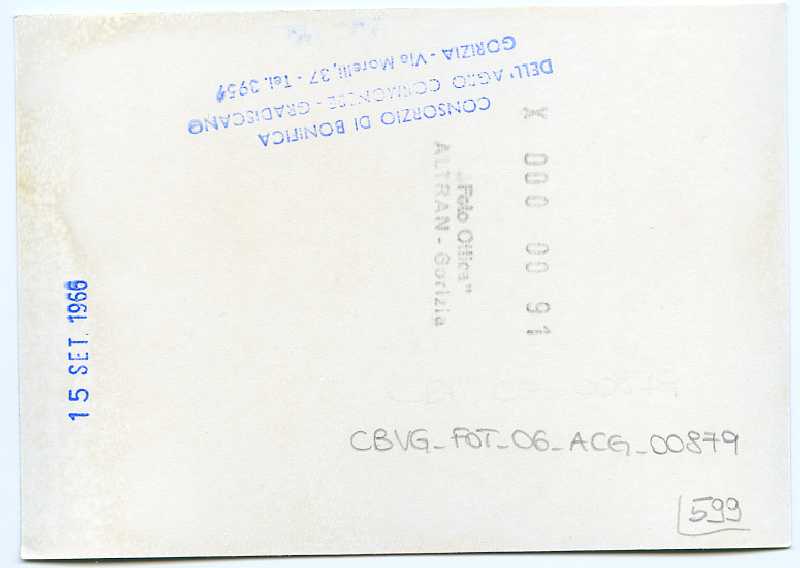 CONSORZIO DI BONIFICA
DELL'AGRO CORMONESE - GRADISCANO
GORIZIA - Via Morelli, 37 - Tel.
"Foto Ottica"
ALTRAN - Gorizia
X 000 00 91
15 SET. 1966
CBVG_FOT_06_ACG_00879
599